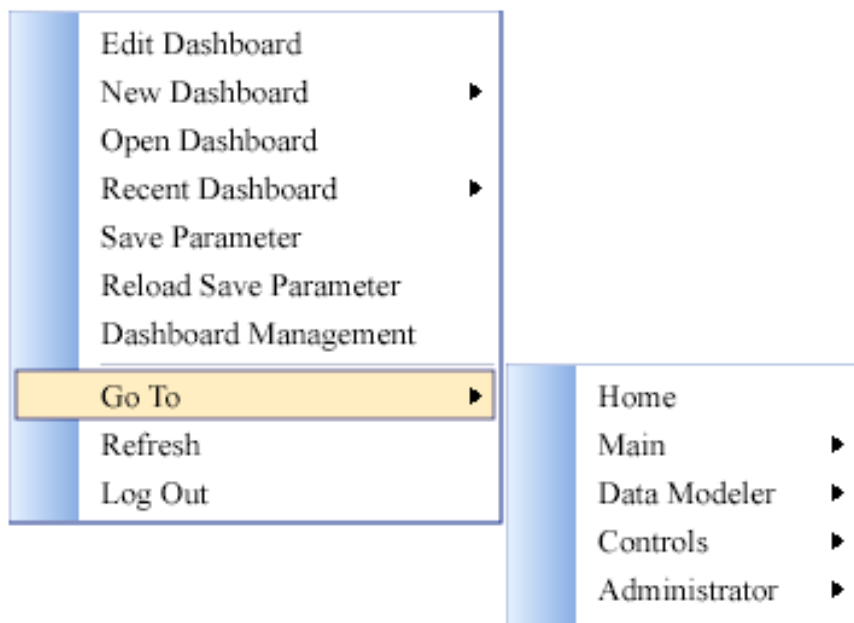 Edit Dashboard
New Dashboard
Open Dashboard
Recent Dashboard
Save Parameter
Reload Save Parameter
Dashboard Management
Go To
Refresh
Log Out
Home
Main
Data Modeler
Controls
Administrator